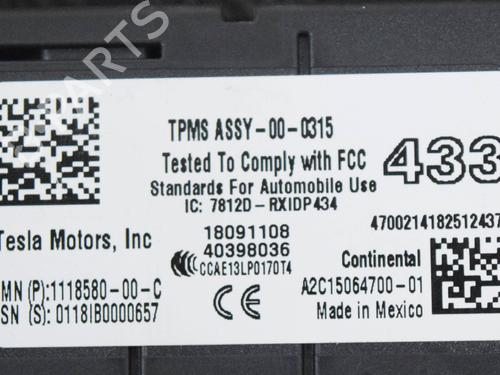 TPMS ASSY-00-0315
Tested To Comply with FCC
Standards For Automobile Use
IC: 7812D-RXIDP434
433
470021418251243
Tesla Motors, Inc
18091108
40398036
CCAE13LP0170T4
Continental
MN (P):1118580-00-C
A2C15064700-01
SN (S): 0118IB0000657
CE
Made in Mexico